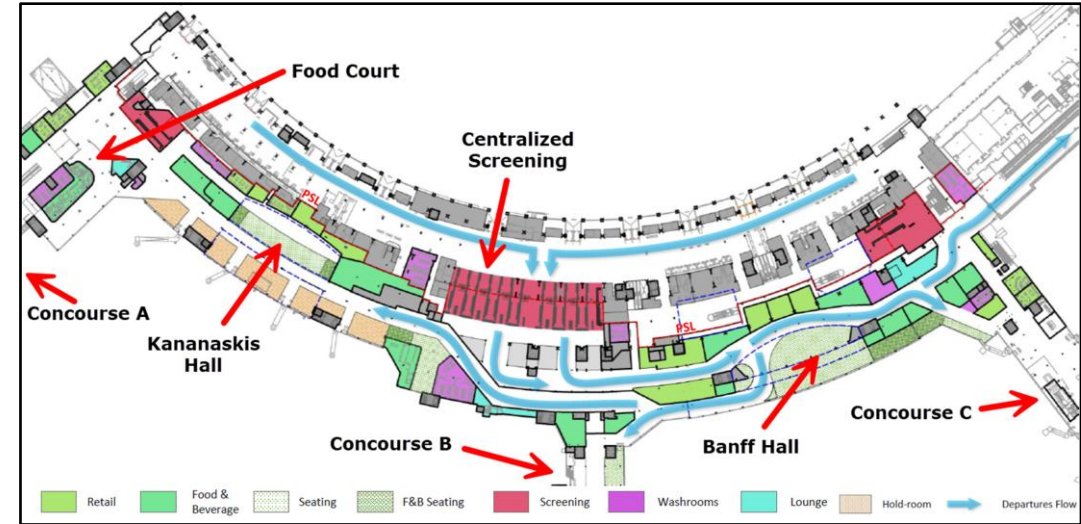 Food Court
Centralized
Screening
PSL
PSL
Concourse A
Kananaskis
Hall
Concourse B
Banff Hall
Concourse C
Retail
Food &
Beverage
Seating
F&B Seating
Screening
Washrooms
Lounge
Hold-room
Departures Flow